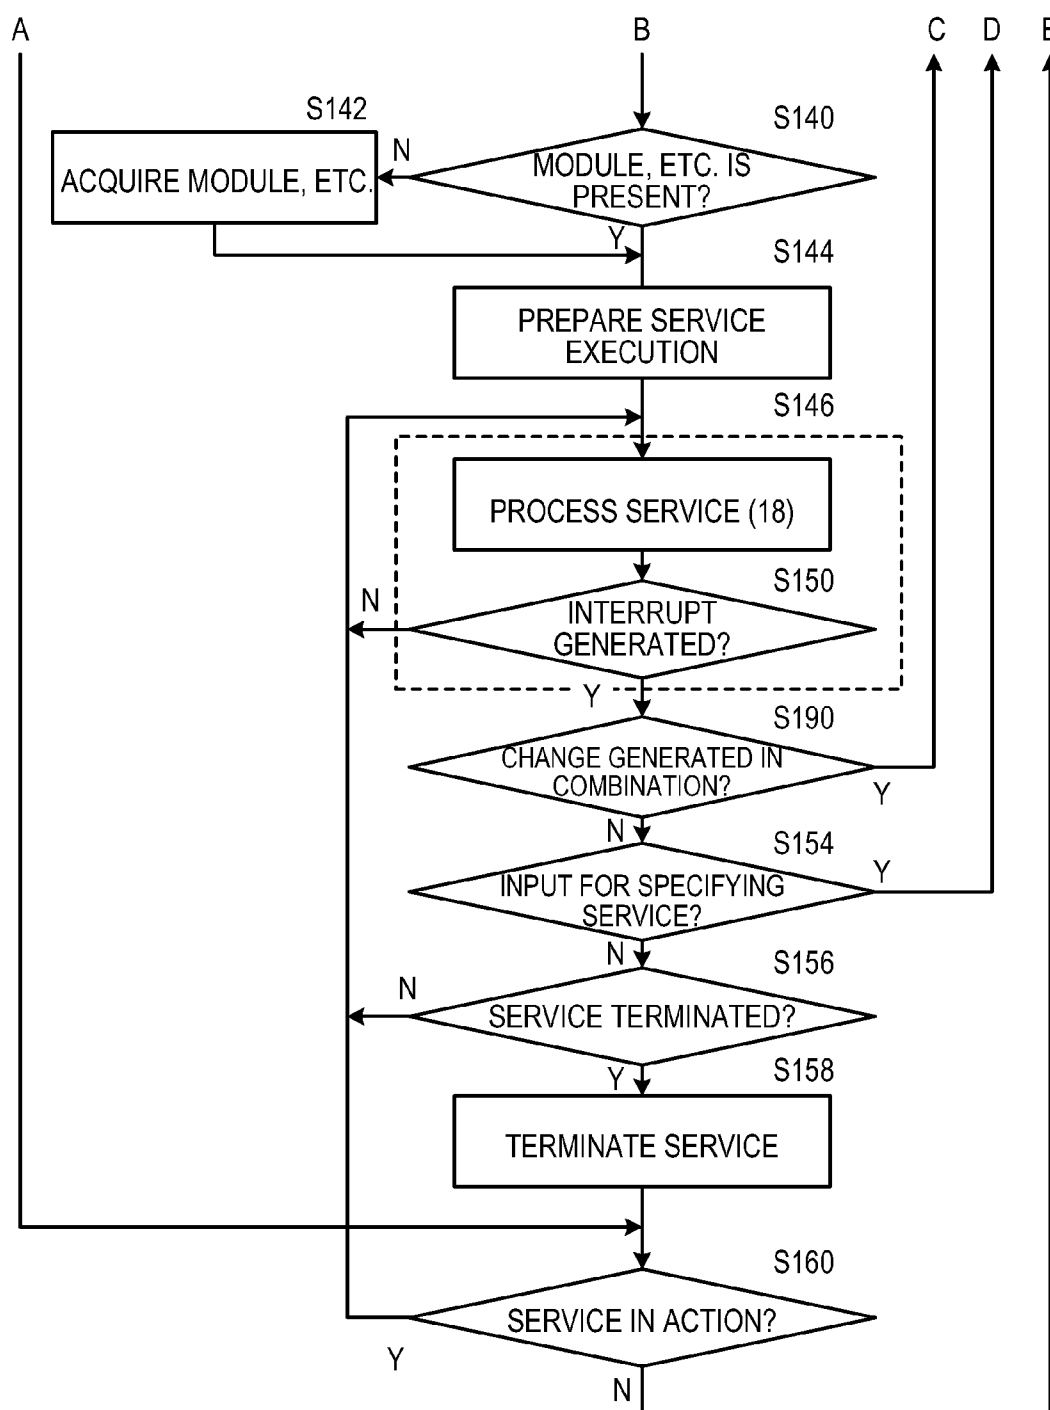 A
B
C
D
E
S142
S140
ACQUIRE MODULE, ETC.
N
MODULE, ETC. IS
PRESENT?
Y
S144
PREPARE SERVICE
EXECUTION
S146
PROCESS SERVICE (18)
S150
N
INTERRUPT
GENERATED?
Y
S190
CHANGE GENERATED IN
COMBINATION?
Y
N
S154
Y
INPUT FOR SPECIFYING
SERVICE?
N
S156
N
SERVICE TERMINATED?
Y
S158
TERMINATE SERVICE
S160
SERVICE IN ACTION?
Y
N